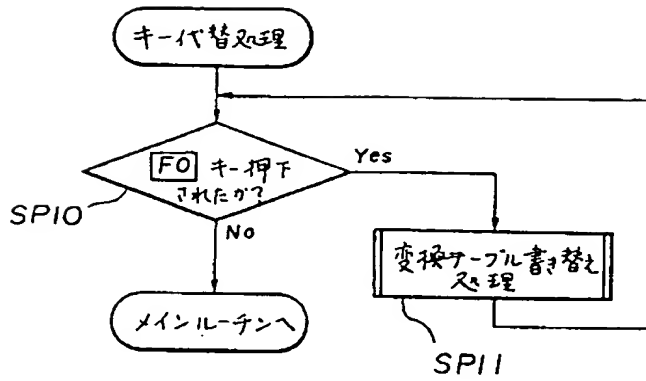 キー代替処理
FO キー押下
されたか?
Yes
SP10
No
変換テーブル書き替え
処理
メインルーチンへ
SP11